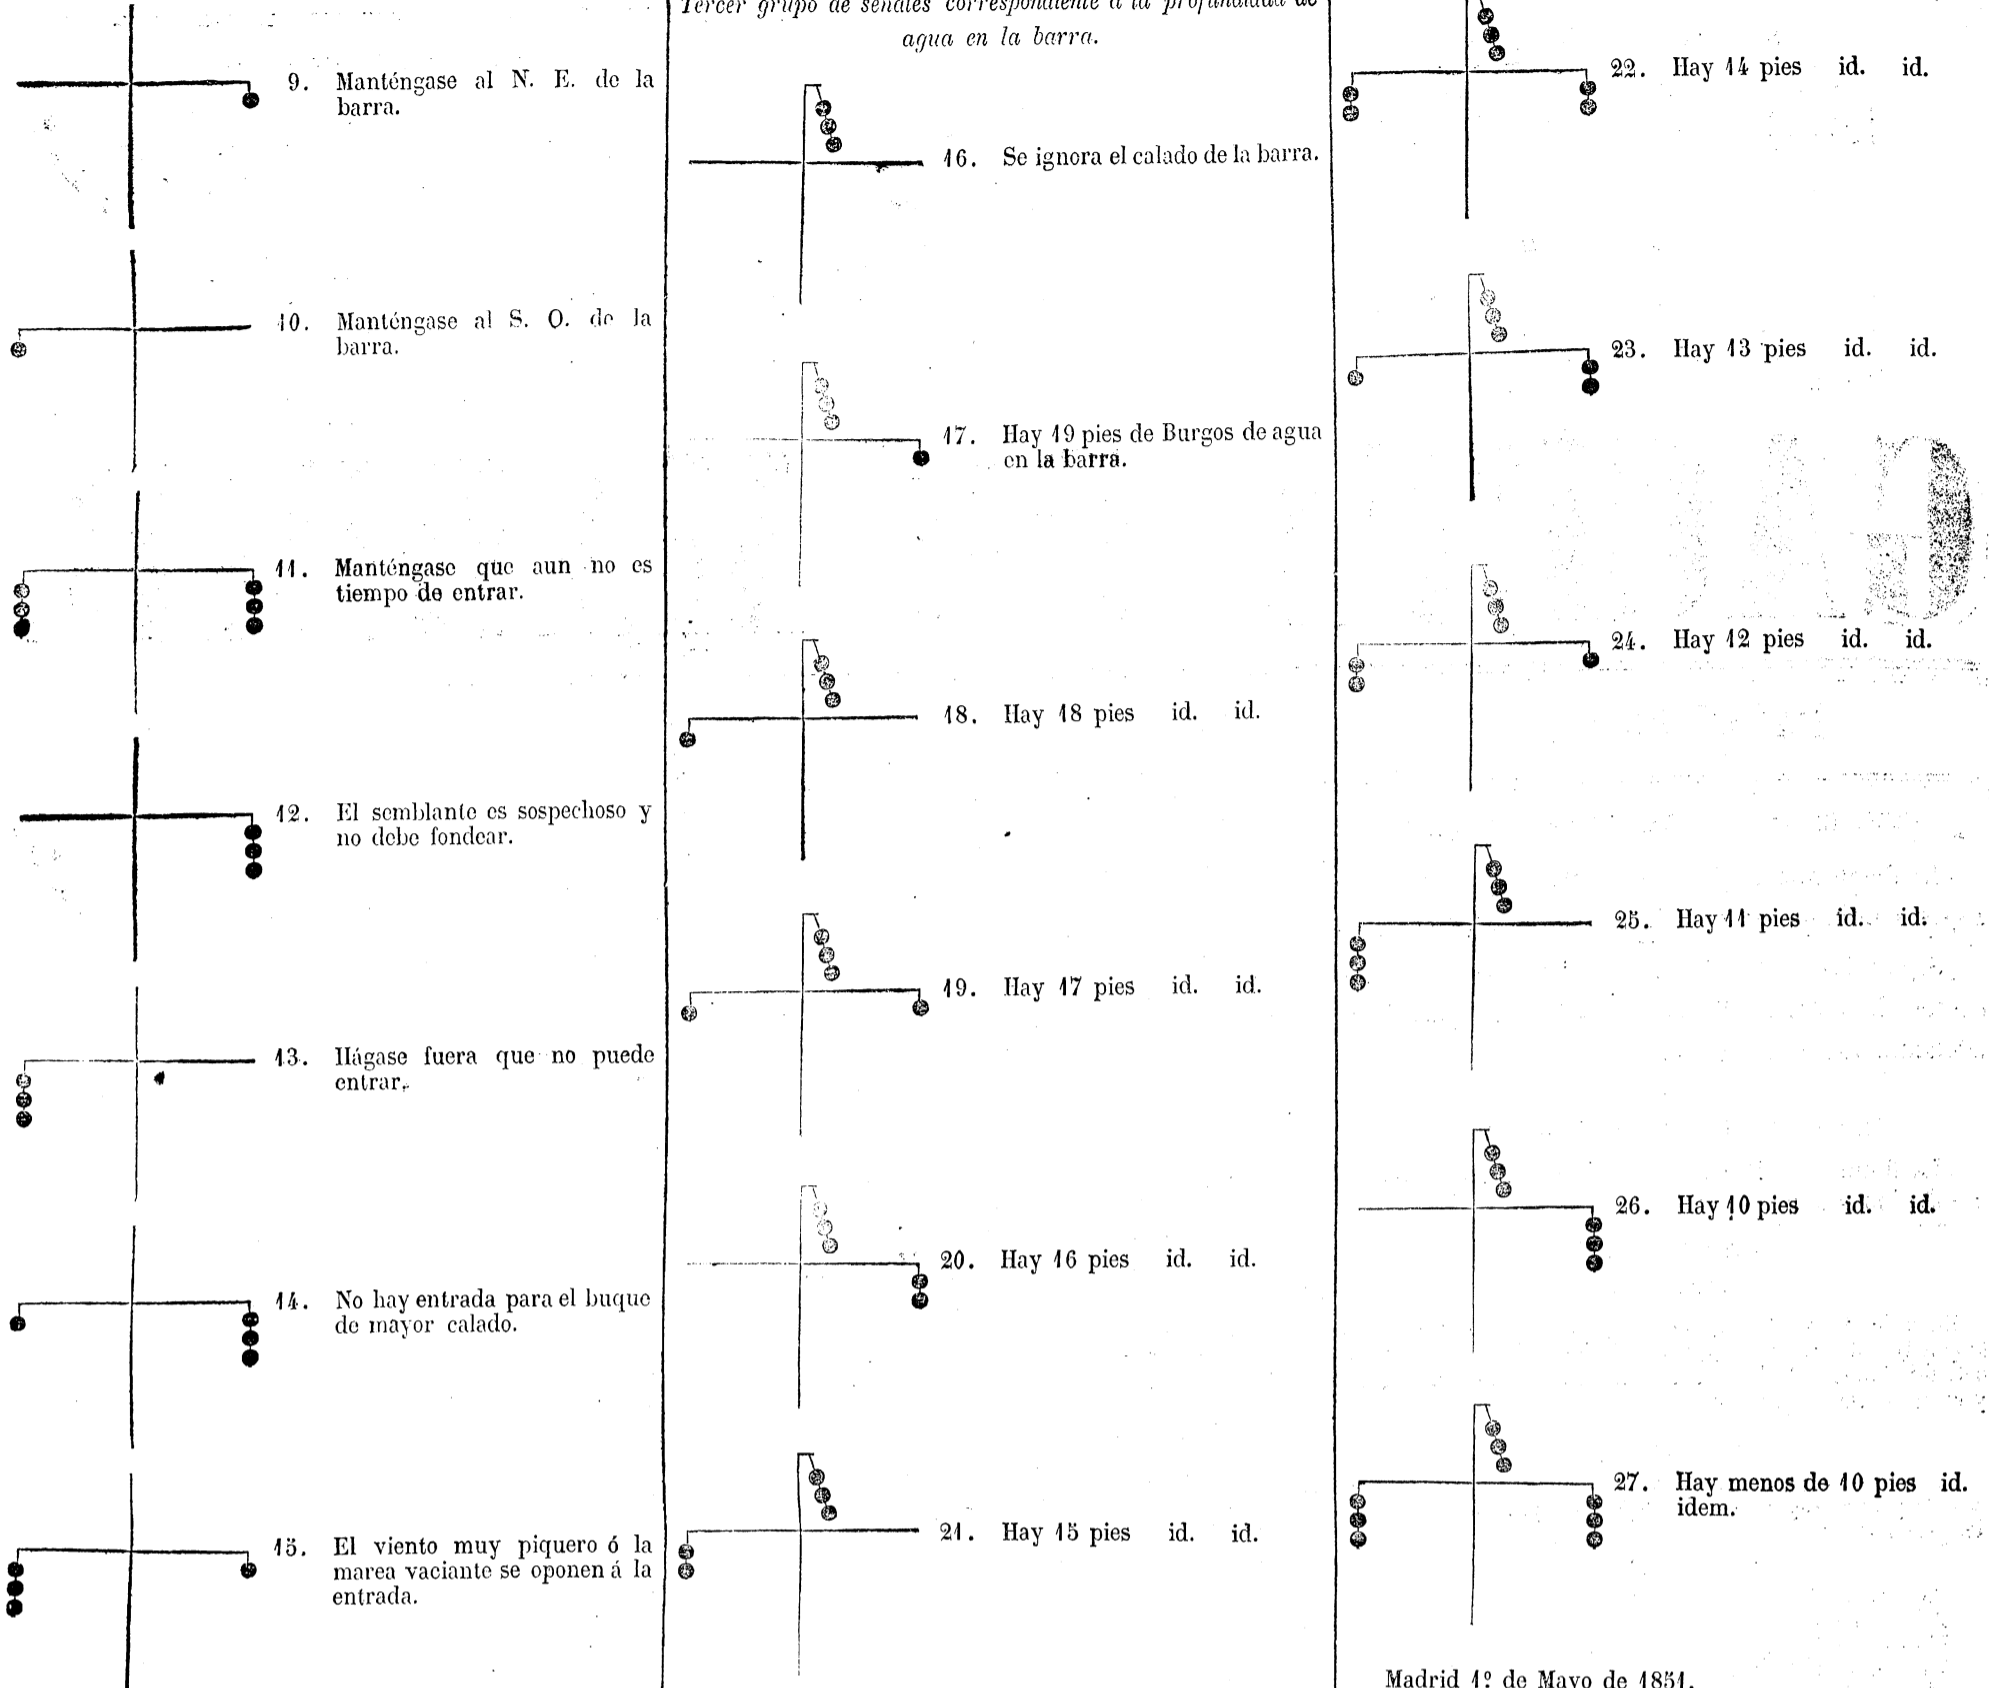 9. Manténgase al N. E. de la
barra.
10. Manténgase al S. O. de la
barra.
11. Manténgase que aun no es
tiempo de entrar.
12. El semblante es sospechoso y
no debe fondear.
13. Hágase fuera que no puede
entrar.
14. No hay entrada para el buque
de mayor calado.
15. El viento muy piquero ó la
marea vaciante se oponen á la
entrada.
Tercer grupo de señales correspondiente á la profundidad de
agua en la barra.
16. Se ignora el calado de la barra.
17. Hay 19 pies de Burgos de agua
en la barra.
18. Hay 18 pies id. id.
19. Hay 17 pies id. id.
20. Hay 16 pies id. id.
21. Hay 15 pies id. id.
22. Hay 14 pies id. id.
23. Hay 13 pies id. id.
24. Hay 12 pies id. id.
25. Hay 11 pies id. id.
26. Hay 10 pies id. id.
27. Hay menos de 10 pies id.
idem.
Madrid 1º de Mayo de 1851.